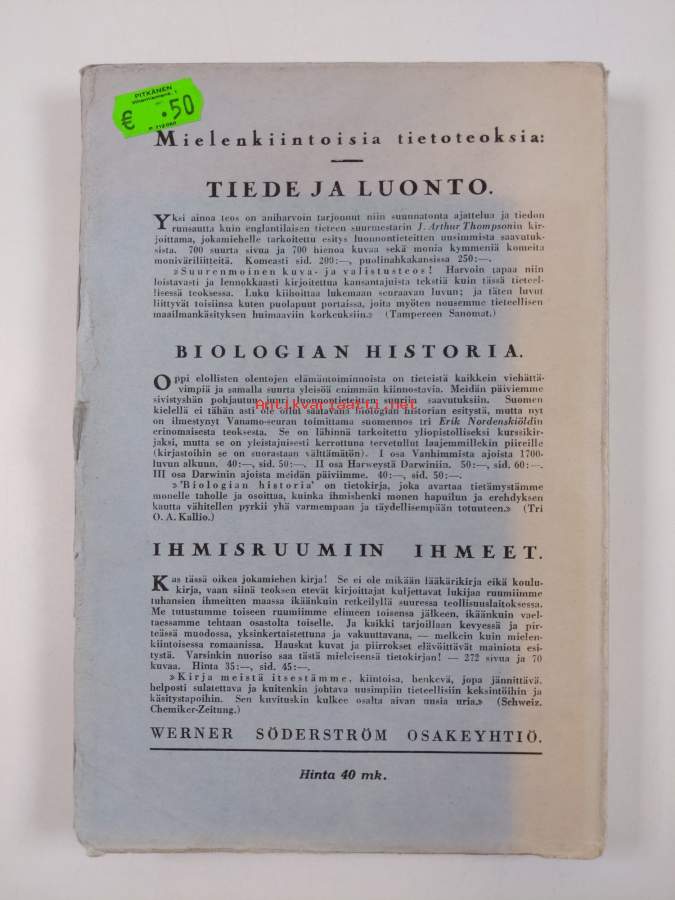 PITKÄNEN
€ .50
Mielenkiintoisia tietoteoksia:
TIEDE JA LUONTO.
Yksi ainoa teos on aniharvoin tarjonnut niin suunnatonta ajattelua ja tiedon
runsautta kuin englantilaisen tieteen suurmestarin J. Arthur Thompsonin kir-
joittama, jokamiehelle tarkoitettu esitys luonnontieteitten uusimmista saavutuk-
sista. 700 suurta sivua ja 700 hienoa kuvaa sekä monia kymmeniä komeita
moniväriliitteitä. Komeasti sid. 200:—, puolinahkakansissa 250:—.
»Suurenmoinen kuva- ja valistusteos! Harvoin tapaa niin
loistavasti ja lennokkaasti kirjoitettua kansantajuista tekstiä kuin tässä tieteel-
lisessä teoksessa. Luku kiihoittaa lukemaan seuraavan luvun; ja täten luvut
liittyvät toisiinsa kuten puolaput portaissa, joita myöten nousemme tieteellisen
maailmankäsityksen huimaaviin korkeuksiin.» (Tampereen Sanomat.)
BIOLOGIAN HISTORIA.
Oppi elollisten olentojen elämäntoiminnoista on tieteistä kaikkein viehättä-
vimpiä ja samalla suurta yleisöä enimmän kiinnostavia. Meidän päiviemme
sivistyshän pohjautuu juuri luonnontieteitten suuriin saavutuksiin. Suomen
kielellä ei tähän asti ole ollut saatavana biologian historian esitystä, mutta nyt
on ilmestynyt Vanamo-seuran toimittama suomennos tri Erik Nordenskiöldin
erinomaisesta teoksesta. Se on lähinnä tarkoitettu yliopistolliseksi kurssikir-
jaksi, mutta se on yleistajuisesti kerrottuna tervetullut laajemmillekin piireille
(kirjastoihin se on suorastaan välttämätön). I osa Vanhimmista ajoista 1700-
luvun alkuun. 40:—, sid. 50:—. II osa Harweystä Darwiniin. 50:—, sid. 60:—.
III osa Darwinin ajoista meidän päiviimme. 40:—, sid. 50:—.
»'Biologian historia' on tietokirja, joka avartaa tietämystämme
monelle taholle ja osoittaa, kuinka ihmishenki monen hapuilun ja erehdyksen
kautta vähitellen pyrkii yhä varmempaan ja täydellisempään totuuteen.» (Tri
O. A. Kallio.)
IHMISRUUMIIN IHMEET.
Kas tässä oikea jokamiehen kirja! Se ei ole mikään lääkärikirja eikä koulu-
kirja, vaan siinä teoksen etevät kirjoittajat kuljettavat lukijaa ruumiimme
tuhansien ihmeitten maassa ikäänkuin retkeilyllä suuressa teollisuuslaitoksessa.
Me tutustumme toiseen ruumiimme elimeen toisensa jälkeen, ikäänkuin vael-
taessamme tehtaan osastolta toiselle. Ja kaikki tarjoillaan kevyessä ja pir-
teässä muodossa, yksinkertaistettuna ja vakuuttavana, — melkein kuin mielen-
kiintoisessa romaanissa. Hauskat kuvat ja piirrokset elävöittävät mainiota esi-
tystä. Varsinkin nuoriso saa tästä mieleisensä tietokirjan! — 272 sivua ja 70
kuvaa. Hinta 35:—, sid. 45:—.
»Kirja meistä itsestämme, kiintoisa, henkevä, jopa jännittävä,
helposti sulatettava ja kuitenkin johtava uusimpiin tieteellisiin keksintöihin ja
käsitystapoihin. Sen kuvituskin kulkee osalta aivan uusia uria.» (Schweiz.
Chemiker-Zeitung.)
WERNER SÖDERSTRÖM OSAKEYHTIÖ.
Hinta 40 mk.
Antikvariaatti.net